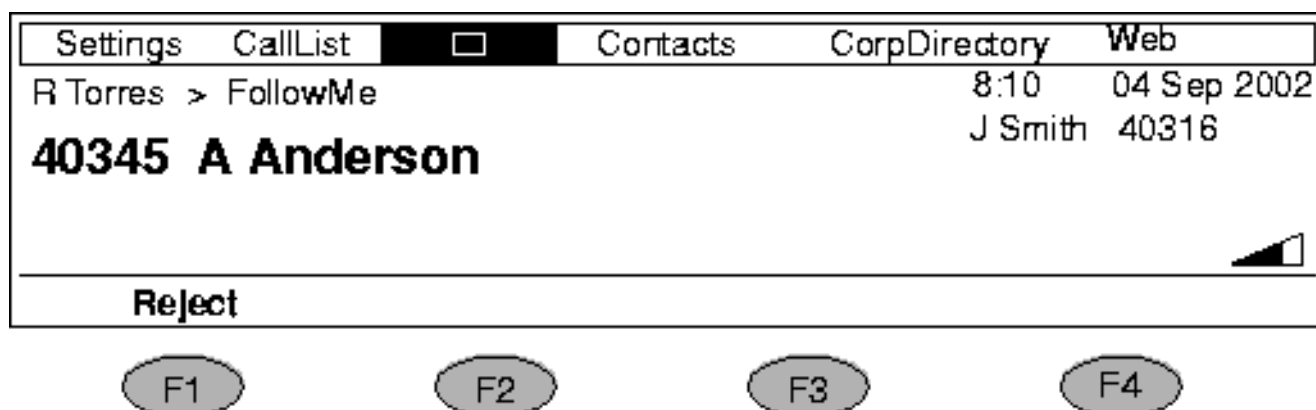 Settings CallList Contacts CorpDirectory Web
R Torres > FollowMe 8:10 04 Sep 2002
J Smith 40316
40345 A Anderson
Reject
F1 F2 F3 F4